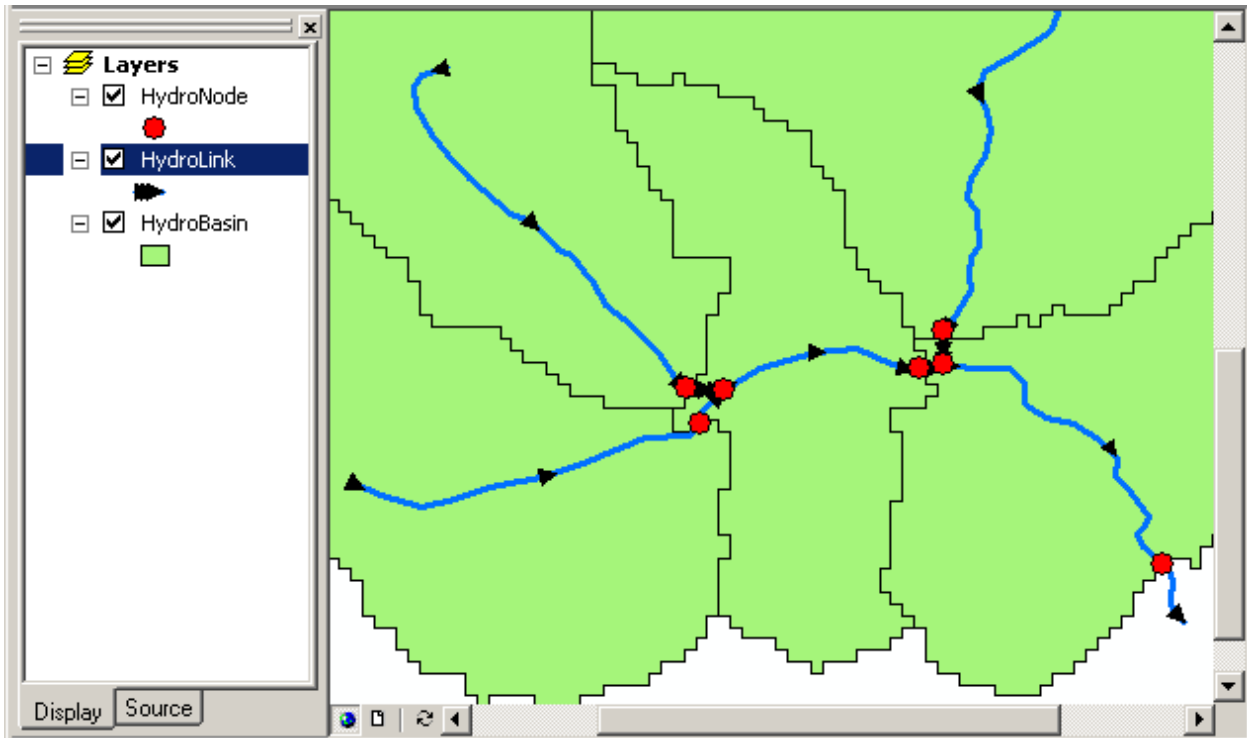 Layers
HydroNode
HydroLink
HydroBasin
Display Source